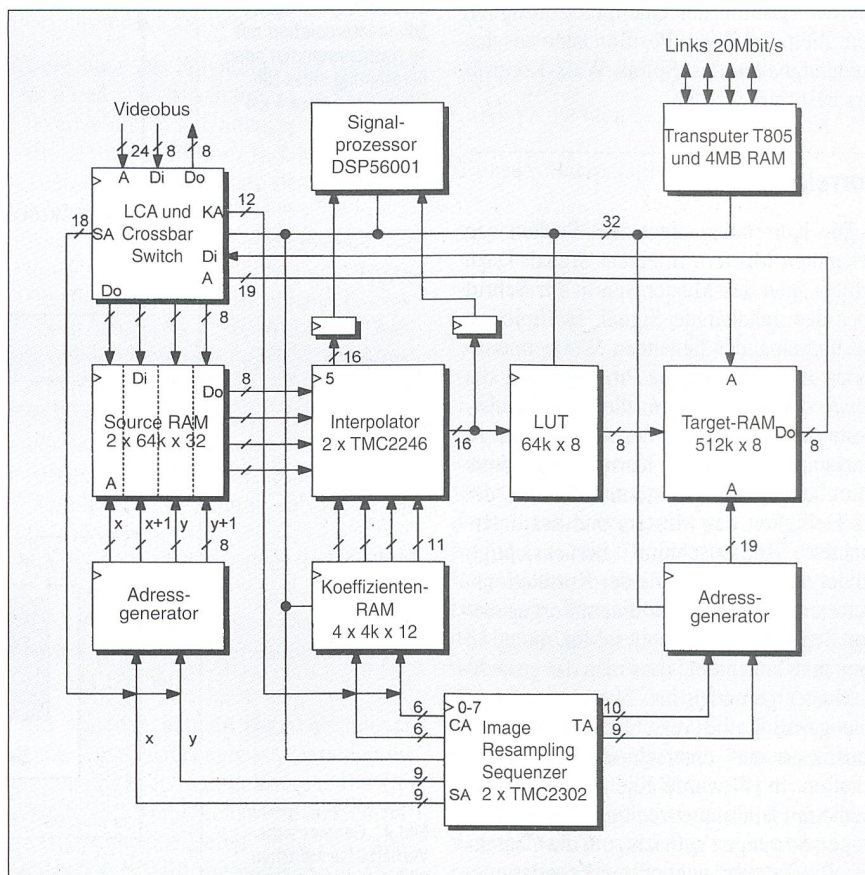 Links 20Mbit/s
Videobus
24 8 8
A Di Do
LCA und
Crossbar
Switch
18
SA
KA
12
Di
A
19
Do
8
Signal-
prozessor
DSP56001
Transputer T805
und 4MB RAM
32
Di
Do
8
Source RAM
2 x 64k x 32
A
x x+1 y y+1
8
16
5
Interpolator
2 x TMC2246
16
LUT
64k x 8
8
A
Target-RAM
512k x 8
Do
8
A
11
19
Adress-
generator
Koeffizienten-
RAM
4 x 4k x 12
Adress-
generator
x y
6
6
9
9
0-7
CA
Image
Resampling
Sequenzer
2 x TMC2302
SA
TA
10
9